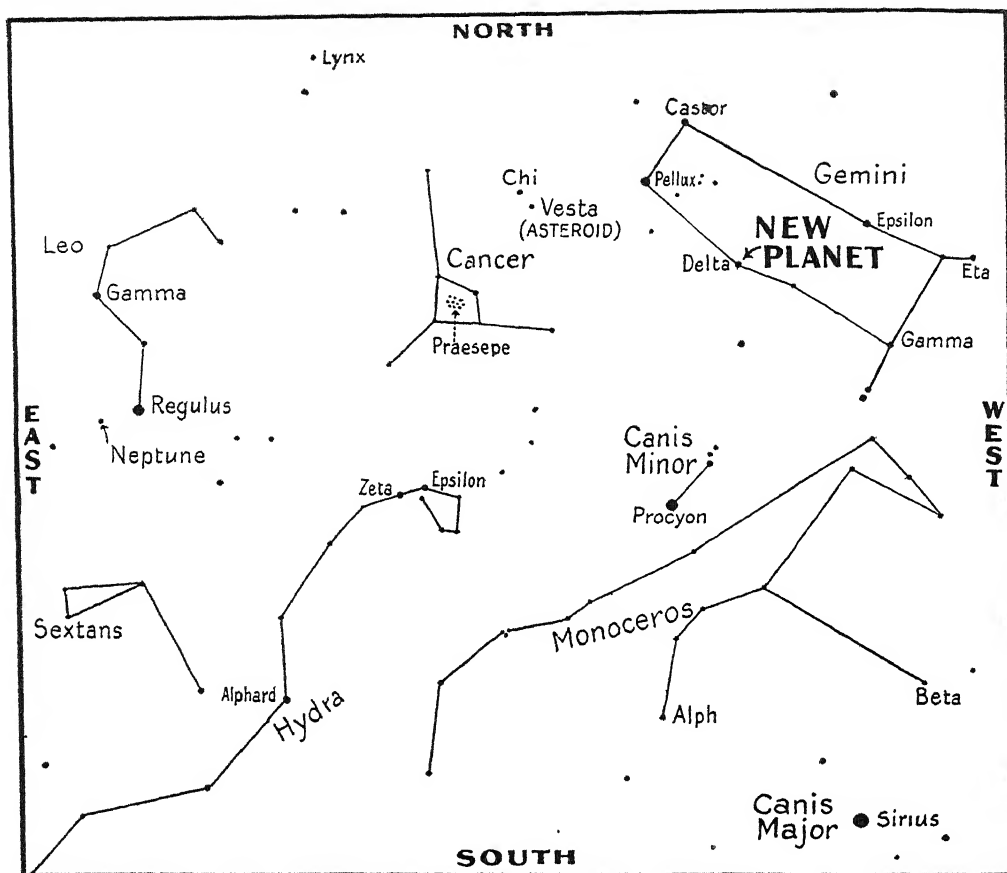 NORTH
Lynx
Castor
Chi
Pellux
Gemini
Vesta
(ASTEROID)
Epsilon
NEW
PLANET
Leo
Cancer
Delta
Eta
Gamma
Praesepe
Gamma
Regulus
EAST
WEST
Neptune
Canis
Minor
Zeta
Epsilon
Procyon
Sextans
Monoceros
Alphard
Hydra
Alph
Beta
Canis
Major
Sirius
SOUTH